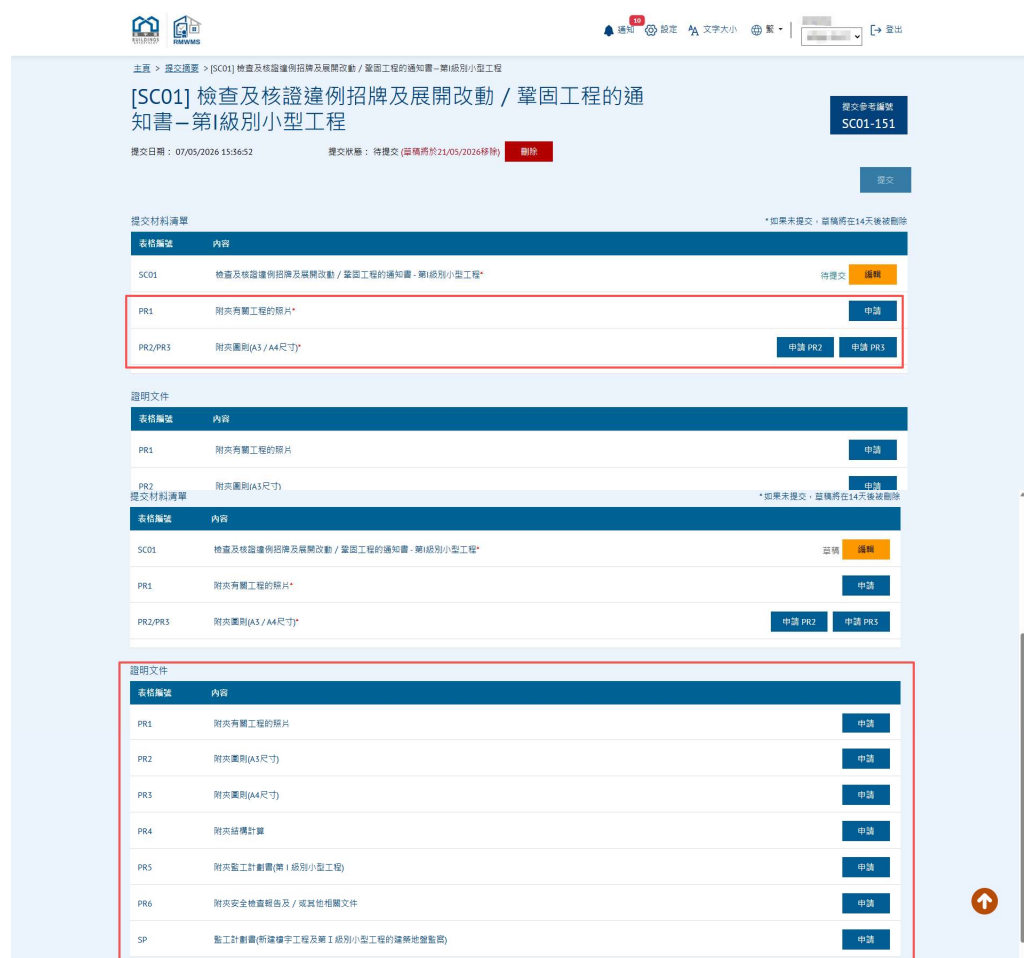 BUILDINGS
RMWMS
通知 10 設定 文字大小 繁 登出
主頁 > 提交摘要 > [SC01] 檢查及核證違例招牌及展開改動 / 鞏固工程的通知書–第I級別小型工程
[SC01] 檢查及核證違例招牌及展開改動 / 鞏固工程的通
知書–第I級別小型工程
提交參考編號
SC01-151
提交日期： 07/05/2026 15:36:52 提交狀態： 待提交 (草稿將於21/05/2026移除) 刪除
提交
提交材料清單 *如果未提交，草稿將在14天後被刪除
表格編號 內容
SC01 檢查及核證違例招牌及展開改動 / 鞏固工程的通知書 - 第I級別小型工程* 待提交 編輯
PR1 附夾有關工程的照片* 申請
PR2/PR3 附夾圖則(A3 / A4尺寸)* 申請 PR2 申請 PR3
證明文件
表格編號 內容
PR1 附夾有關工程的照片 申請
PR2 附夾圖則(A3尺寸) 申請
提交材料清單 *如果未提交，草稿將在14天後被刪除
表格編號 內容
SC01 檢查及核證違例招牌及展開改動 / 鞏固工程的通知書 - 第I級別小型工程* 草稿 編輯
PR1 附夾有關工程的照片* 申請
PR2/PR3 附夾圖則(A3 / A4尺寸)* 申請 PR2 申請 PR3
證明文件
表格編號 內容
PR1 附夾有關工程的照片 申請
PR2 附夾圖則(A3尺寸) 申請
PR3 附夾圖則(A4尺寸) 申請
PR4 附夾結構計算 申請
PR5 附夾監工計劃書(第 I 級別小型工程) 申請
PR6 附夾安全檢查報告及 / 或其他相關文件 申請
SP 監工計劃書(新建樓宇工程及第 I 級別小型工程的建築地盤監察) 申請